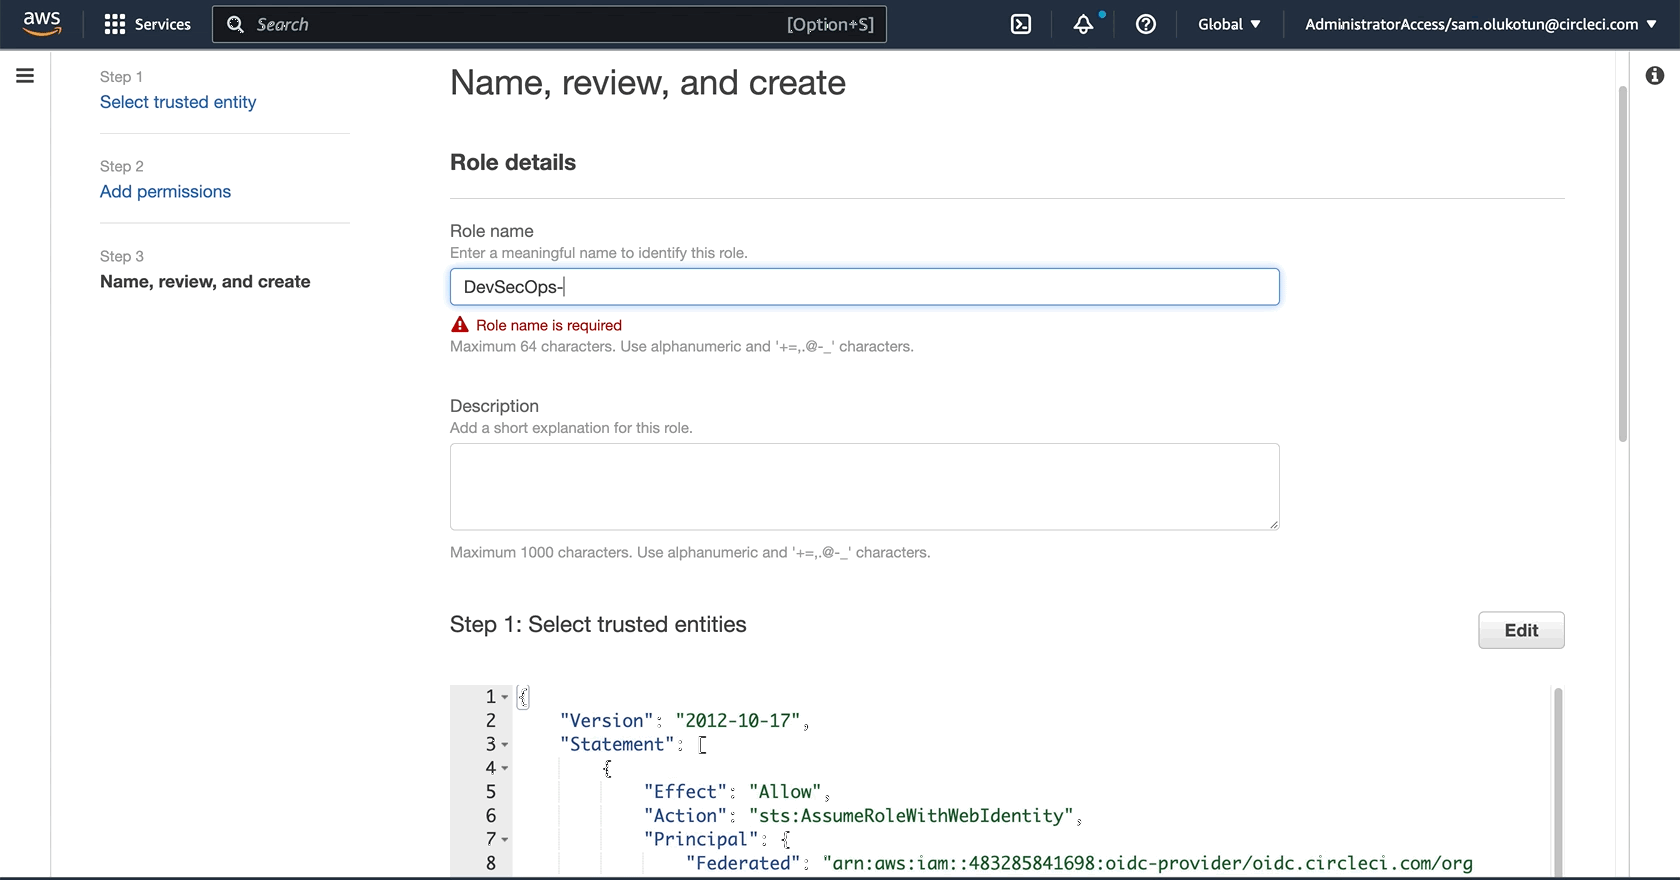 aws
Services
Search
[Option+S]
Global
AdministratorAccess/sam.olukotun@circleci.com
Step 1
Select trusted entity
Step 2
Add permissions
Step 3
Name, review, and create
Name, review, and create
Role details
Role name
Enter a meaningful name to identify this role.
DevSecOps-
Role name is required
Maximum 64 characters. Use alphanumeric and '+=,.@-_' characters.
Description
Add a short explanation for this role.
Maximum 1000 characters. Use alphanumeric and '+=,.@-_' characters.
Step 1: Select trusted entities
Edit
1 {
2 "Version": "2012-10-17",
3 "Statement": [
4 {
5 "Effect": "Allow",
6 "Action": "sts:AssumeRoleWithWebIdentity",
7 "Principal": {
8 "Federated": "arn:aws:iam::483285841698:oidc-provider/oidc.circleci.com/org